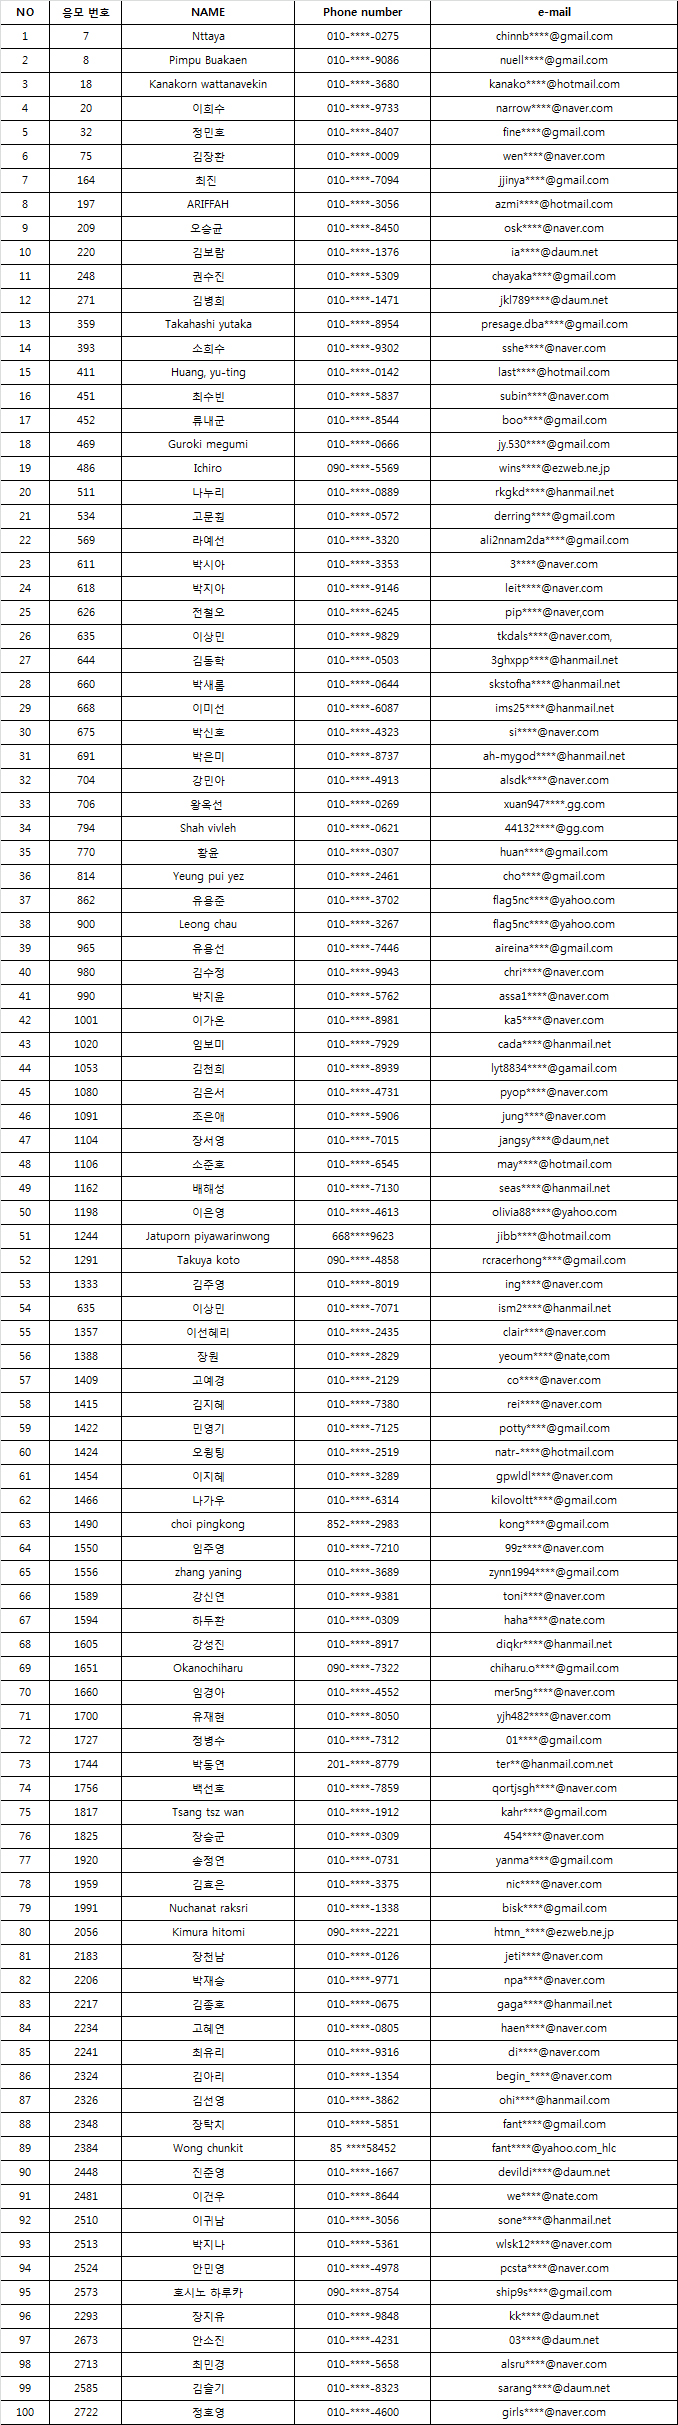 NO 응모 번호 NAME Phone number e-mail
1 7 Nttaya 010-****-0275 chinnb****@gmail.com
2 8 Pimpu Buakaen 010-****-9086 nuell****@gmail.com
3 18 Kanakorn wattanavekin 010-****-3680 kanako****@hotmail.com
4 20 이희수 010-****-9733 narrow****@naver.com
5 32 정민호 010-****-8407 fine****@gmail.com
6 75 김장환 010-****-0009 wen****@naver.com
7 164 최진 010-****-7094 jjinya****@gmail.com
8 197 ARIFFAH 010-****-3056 azmi****@hotmail.com
9 209 오승균 010-****-8450 osk****@naver.com
10 220 김보람 010-****-1376 ia****@daum.net
11 248 권수진 010-****-5309 chayaka****@gmail.com
12 271 김병희 010-****-1471 jkl789****@daum.net
13 359 Takahashi yutaka 010-****-8954 presage.dba****@gmail.com
14 393 소희수 010-****-9302 sshe****@naver.com
15 411 Huang, yu-ting 010-****-0142 last****@hotmail.com
16 451 최수빈 010-****-5837 subin****@naver.com
17 452 류내군 010-****-8544 boo****@gmail.com
18 469 Guroki megumi 010-****-0666 jy.530****@gmail.com
19 486 Ichiro 090-****-5569 wins****@ezweb.ne.jp
20 511 나누리 010-****-0889 rkgkd****@hanmail.net
21 534 고문훤 010-****-0572 derring****@gmail.com
22 569 라예선 010-****-3320 ali2nnam2da****@gmail.com
23 611 박시아 010-****-3353 3****@naver.com
24 618 박지아 010-****-9146 leit****@naver.com
25 626 전철오 010-****-6245 pip****@naver,com
26 635 이상민 010-****-9829 tkdals****@naver.com,
27 644 김동학 010-****-0503 3ghxpp****@hanmail.net
28 660 박새롬 010-****-0644 skstofha****@hanmail.net
29 668 이미선 010-****-6087 ims25****@hanmail.net
30 675 박신호 010-****-4323 si****@naver.com
31 691 박은미 010-****-8737 ah-mygod****@hanmail.net
32 704 강민아 010-****-4913 alsdk****@naver.com
33 706 왕옥선 010-****-0269 xuan947****.gg.com
34 794 Shah vivleh 010-****-0621 44132****@gg.com
35 770 황윤 010-****-0307 huan****@gmail.com
36 814 Yeung pui yez 010-****-2461 cho****@gmail.com
37 862 유용준 010-****-3702 flag5nc****@yahoo.com
38 900 Leong chau 010-****-3267 flag5nc****@yahoo.com
39 965 유용선 010-****-7446 aireina****@gmail.com
40 980 김수정 010-****-9943 chri****@naver.com
41 990 박지윤 010-****-5762 assa1****@naver.com
42 1001 이가온 010-****-8981 ka5****@naver.com
43 1020 임보미 010-****-7929 cada****@hanmail.net
44 1053 김천희 010-****-8939 lyt8834****@gamail.com
45 1080 김은서 010-****-4731 pyop****@naver.com
46 1091 조은애 010-****-5906 jung****@naver.com
47 1104 장서영 010-****-7015 jangsy****@daum,net
48 1106 소준호 010-****-6545 may****@hotmail.com
49 1162 배해성 010-****-7130 seas****@hanmail.net
50 1198 이은영 010-****-4613 olivia88****@yahoo.com
51 1244 Jatuporn piyawarinwong 668****9623 jibb****@hotmail.com
52 1291 Takuya koto 090-****-4858 rcracerhong****@gmail.com
53 1333 김주영 010-****-8019 ing****@naver.com
54 635 이상민 010-****-7071 ism2****@hanmail.net
55 1357 이선혜리 010-****-2435 clair****@naver.com
56 1388 장원 010-****-2829 yeoum****@nate,com
57 1409 고예경 010-****-2129 co****@naver.com
58 1415 김지혜 010-****-7380 rei****@naver.com
59 1422 민영기 010-****-7125 potty****@gmail.com
60 1424 오윙팅 010-****-2519 natr-****@hotmail.com
61 1454 이지혜 010-****-3289 gpwldl****@naver.com
62 1466 나가우 010-****-6314 kilovoltt****@gmail.com
63 1490 choi pingkong 852-****-2983 kong****@gmail.com
64 1550 임주영 010-****-7210 99z****@naver.com
65 1556 zhang yaning 010-****-3689 zynn1994****@gmail.com
66 1589 강신연 010-****-9381 toni****@naver.com
67 1594 하두환 010-****-0309 haha****@nate.com
68 1605 강성진 010-****-8917 diqkr****@hanmail.net
69 1651 Okanochiharu 090-****-7322 chiharu.o****@gmail.com
70 1660 임경아 010-****-4552 mer5ng****@naver.com
71 1700 유재현 010-****-8050 yjh482****@naver.com
72 1727 정병수 010-****-7312 01****@gmail.com
73 1744 박동연 201-****-8779 ter**@hanmail.com.net
74 1756 백선호 010-****-7859 qortjsgh****@naver.com
75 1817 Tsang tsz wan 010-****-1912 kahr****@gmail.com
76 1825 장승군 010-****-0309 454****@naver.com
77 1920 송정연 010-****-0731 yanma****@gmail.com
78 1959 김효은 010-****-3375 nic****@naver.com
79 1991 Nuchanat raksri 010-****-1338 bisk****@gmail.com
80 2056 Kimura hitomi 090-****-2221 htmn_****@ezweb.ne.jp
81 2183 장천남 010-****-0126 jeti****@naver.com
82 2206 박재승 010-****-9771 npa****@naver.com
83 2217 김종호 010-****-0675 gaga****@hanmail.net
84 2234 고혜연 010-****-0805 haen****@naver.com
85 2241 최유리 010-****-9316 di****@naver.com
86 2324 김아리 010-****-1354 begin_****@naver.com
87 2326 김선영 010-****-3862 ohi****@hanmail.com
88 2348 장탁치 010-****-5851 fant****@gmail.com
89 2384 Wong chunkit 85 ****58452 fant****@yahoo.com_hlc
90 2448 진준영 010-****-1667 devildi****@daum.net
91 2481 이건우 010-****-8644 we****@nate.com
92 2510 이귀남 010-****-3056 sone****@hanmail.net
93 2513 박지나 010-****-5361 wlsk12****@naver.com
94 2524 안민영 010-****-4978 pcsta****@naver.com
95 2573 호시노 하루카 090-****-8754 ship9s****@gmail.com
96 2293 장지유 010-****-9848 kk****@daum.net
97 2673 안소진 010-****-4231 03****@daum.net
98 2713 최민경 010-****-5658 alsru****@naver.com
99 2585 김슬기 010-****-8323 sarang****@daum.net
100 2722 정호영 010-****-4600 girls****@naver.com